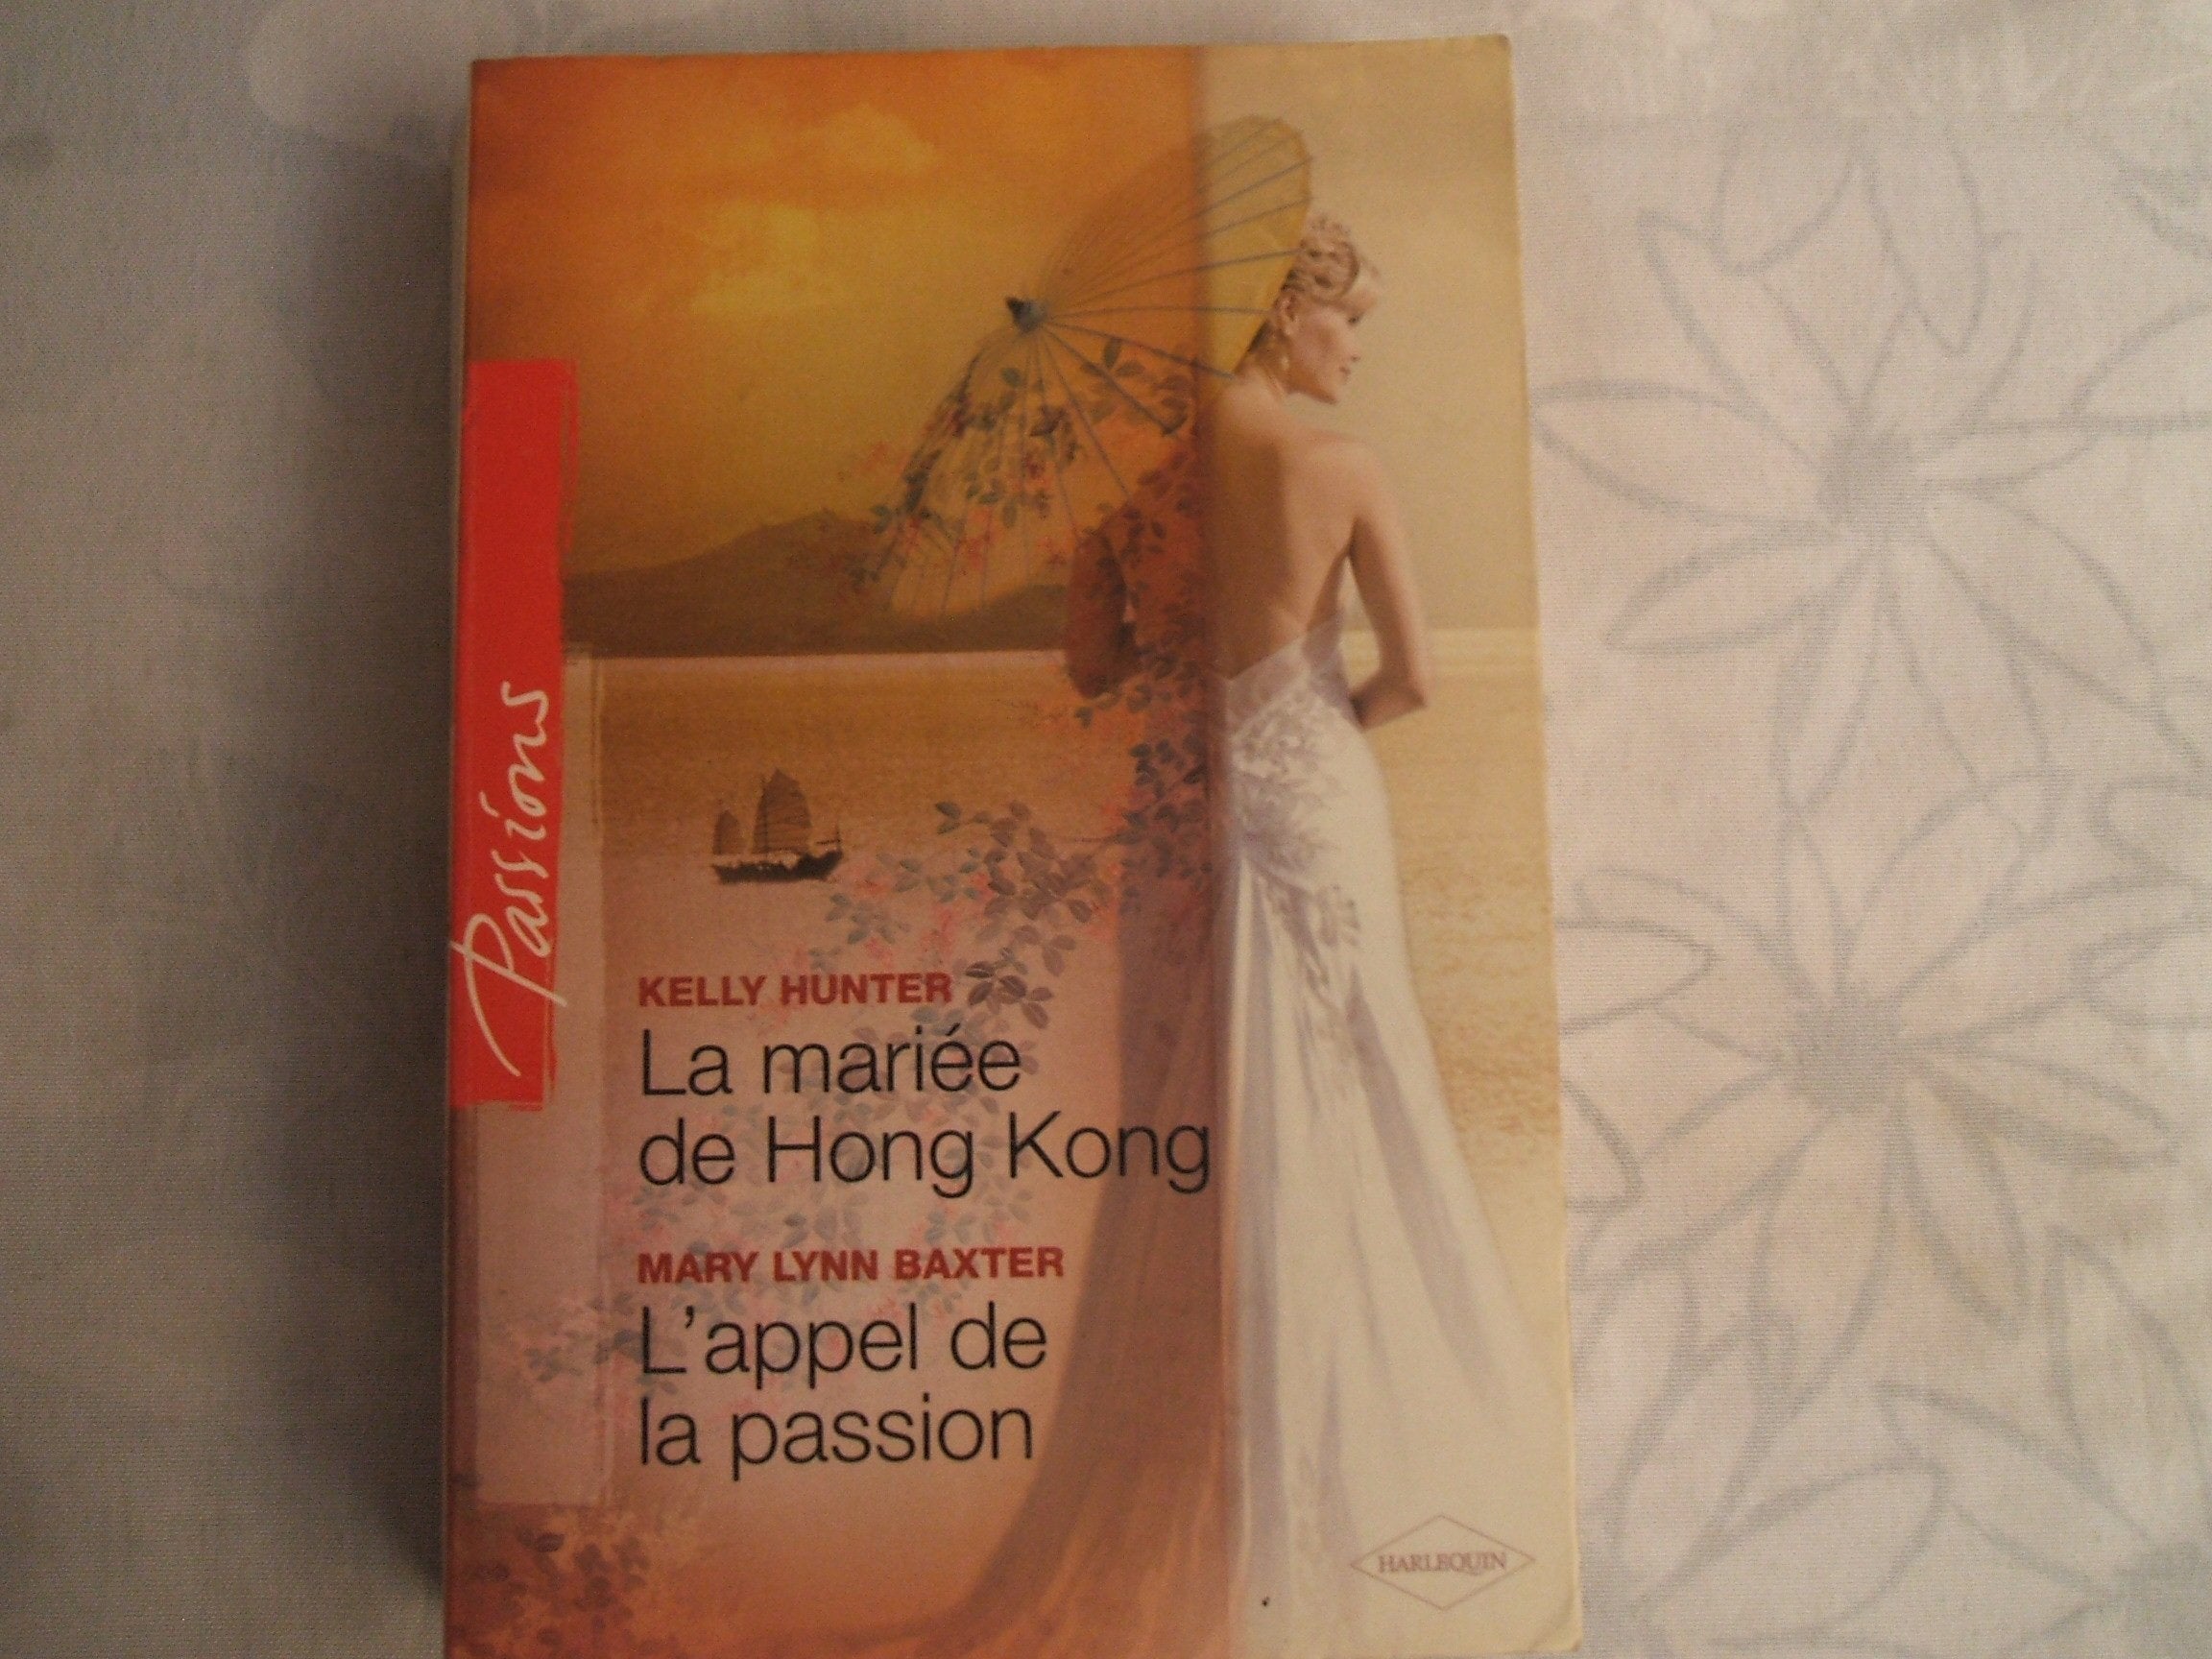 Passions
KELLY HUNTER
La mariée
de Hong Kong
MARY LYNN BAXTER
L'appel de
la passion
HARLEQUIN